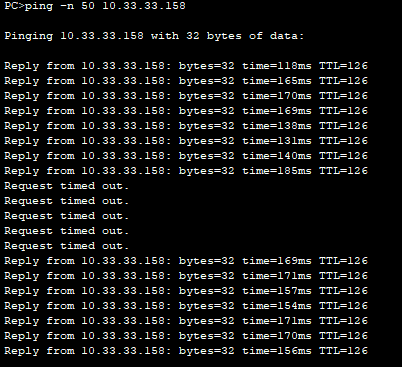 PC>ping -n 50 10.33.33.158
Pinging 10.33.33.158 with 32 bytes of data:
Reply from 10.33.33.158: bytes=32 time=118ms TTL=126
Reply from 10.33.33.158: bytes=32 time=165ms TTL=126
Reply from 10.33.33.158: bytes=32 time=170ms TTL=126
Reply from 10.33.33.158: bytes=32 time=169ms TTL=126
Reply from 10.33.33.158: bytes=32 time=138ms TTL=126
Reply from 10.33.33.158: bytes=32 time=131ms TTL=126
Reply from 10.33.33.158: bytes=32 time=140ms TTL=126
Reply from 10.33.33.158: bytes=32 time=185ms TTL=126
Request timed out.
Request timed out.
Request timed out.
Request timed out.
Request timed out.
Reply from 10.33.33.158: bytes=32 time=169ms TTL=126
Reply from 10.33.33.158: bytes=32 time=171ms TTL=126
Reply from 10.33.33.158: bytes=32 time=157ms TTL=126
Reply from 10.33.33.158: bytes=32 time=154ms TTL=126
Reply from 10.33.33.158: bytes=32 time=171ms TTL=126
Reply from 10.33.33.158: bytes=32 time=170ms TTL=126
Reply from 10.33.33.158: bytes=32 time=156ms TTL=126